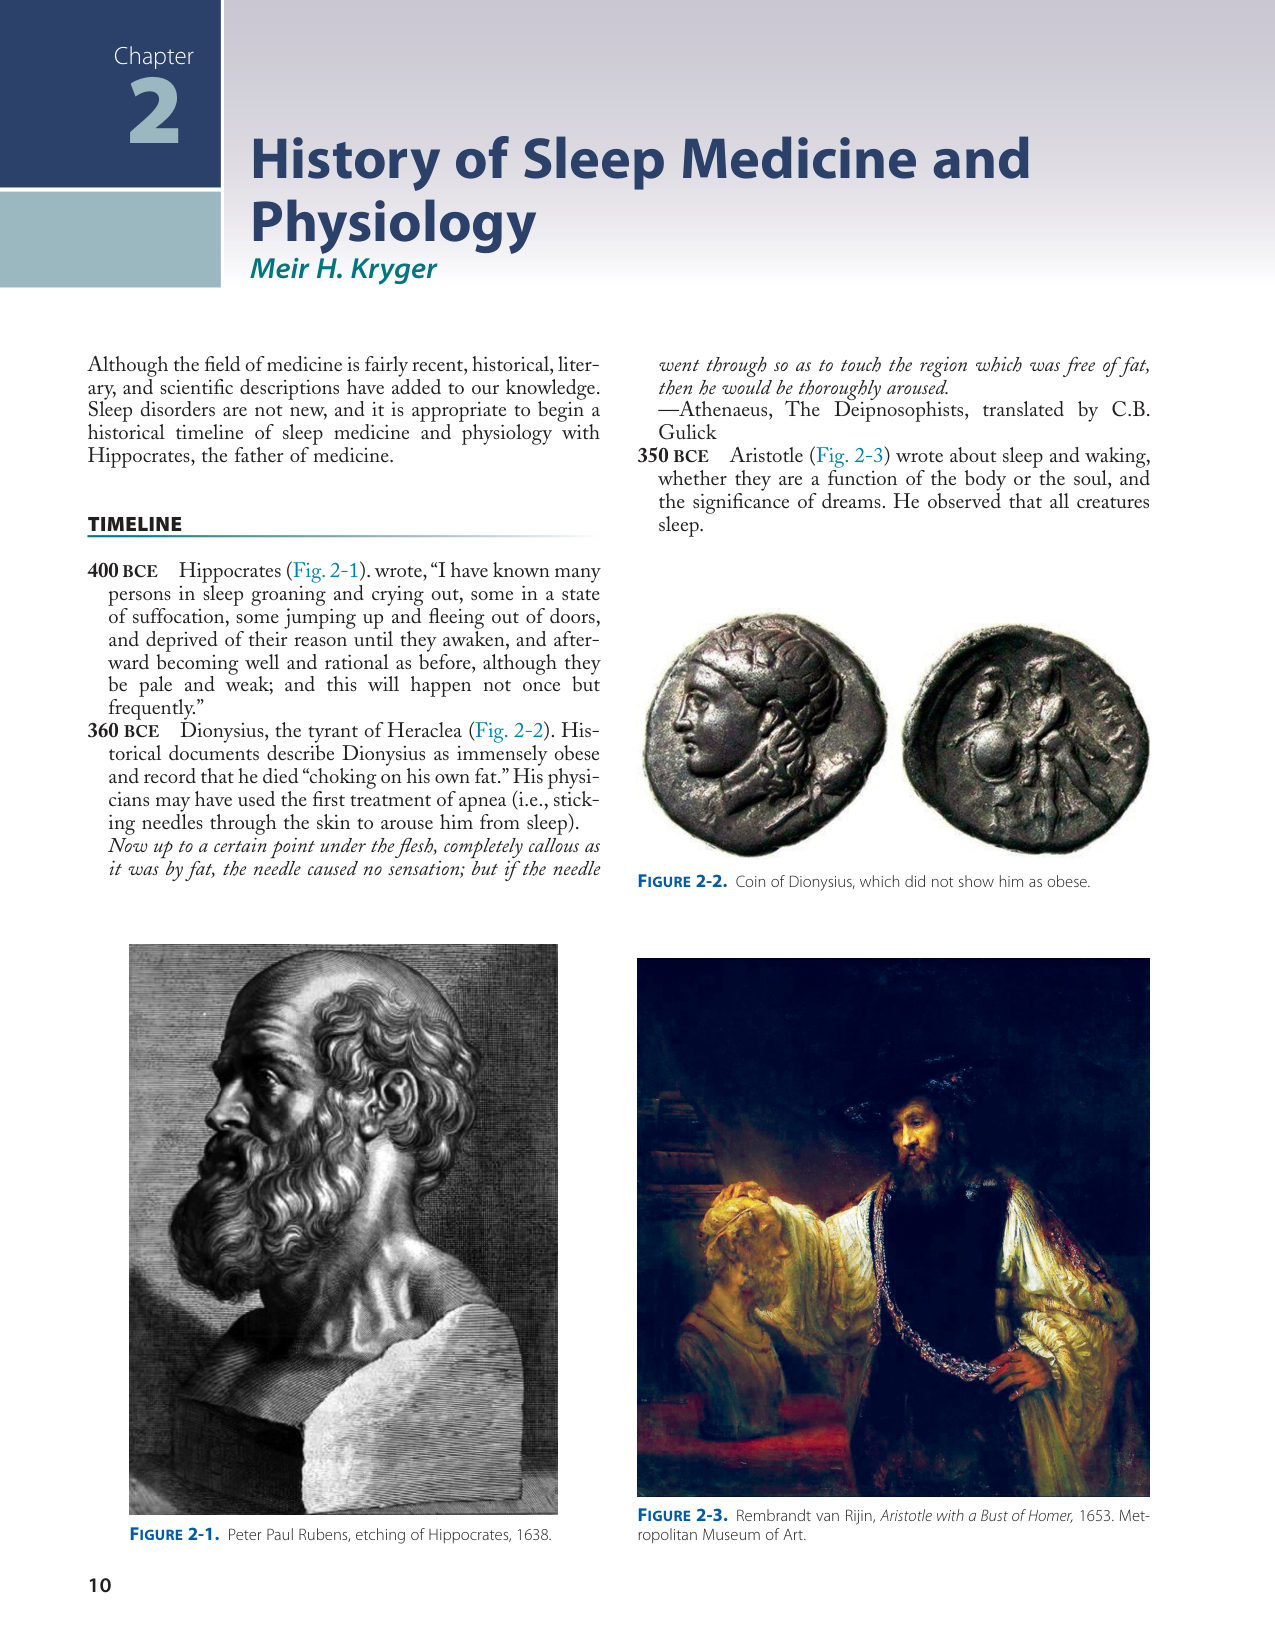 Chapter
2
History of Sleep Medicine and
Physiology
Meir H. Kryger
Although the field of medicine is fairly recent, historical, liter-
ary, and scientific descriptions have added to our knowledge.
Sleep disorders are not new, and it is appropriate to begin a
historical timeline of sleep medicine and physiology with
Hippocrates, the father of medicine.
TIMELINE
400 BCE Hippocrates (Fig. 2-1). wrote, “I have known many
persons in sleep groaning and crying out, some in a state
of suffocation, some jumping up and fleeing out of doors,
and deprived of their reason until they awaken, and after-
ward becoming well and rational as before, although they
be pale and weak; and this will happen not once but
frequently.”
360 BCE Dionysius, the tyrant of Heraclea (Fig. 2-2). His-
torical documents describe Dionysius as immensely obese
and record that he died “choking on his own fat.” His physi-
cians may have used the first treatment of apnea (i.e., stick-
ing needles through the skin to arouse him from sleep).
Now up to a certain point under the flesh, completely callous as
it was by fat, the needle caused no sensation; but if the needle
went through so as to touch the region which was free of fat,
then he would be thoroughly aroused.
—Athenaeus, The Deipnosophists, translated by C.B.
Gulick
350 BCE Aristotle (Fig. 2-3) wrote about sleep and waking,
whether they are a function of the body or the soul, and
the significance of dreams. He observed that all creatures
sleep.
FIGURE 2-2. Coin of Dionysius, which did not show him as obese.
FIGURE 2-1. Peter Paul Rubens, etching of Hippocrates, 1638.
FIGURE 2-3. Rembrandt van Rijin, Aristotle with a Bust of Homer, 1653. Met-
ropolitan Museum of Art.
10